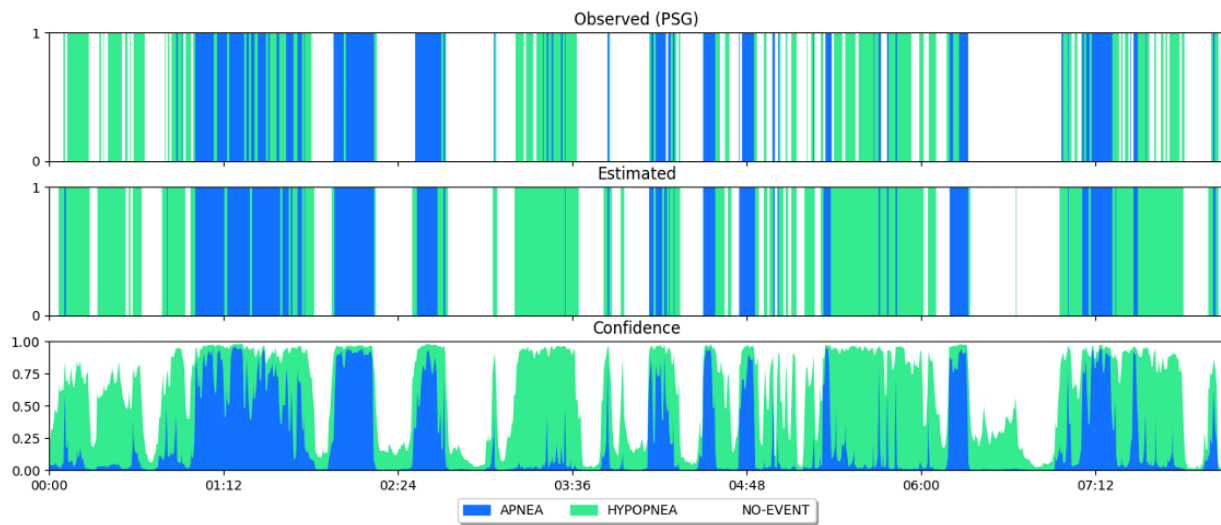 Observed (PSG)
1
0
Estimated
1
0
Confidence
1.00
0.75
0.50
0.25
0.00
00:00 01:12 02:24 03:36 04:48 06:00 07:12
APNEA HYPOPNEA NO-EVENT